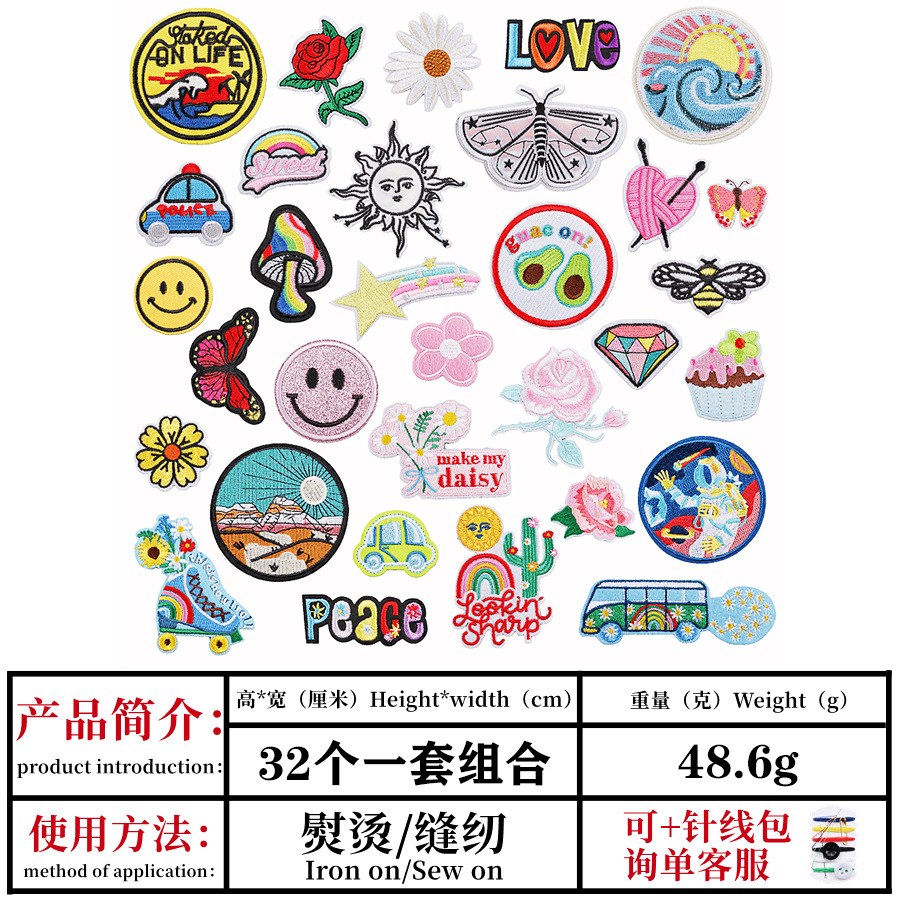 Stoked
ON LIFE
LOVE
Sweet
POLICE
guac on!
make my
daisy
Peace
Lookin'
Sharp
产品简介：
product introduction：
高*宽（厘米）Height*width（cm）
重量（克）Weight（g）
32个一套组合
48.6g
使用方法：
method of application：
熨烫/缝纫
Iron on/Sew on
可+针线包
询单客服